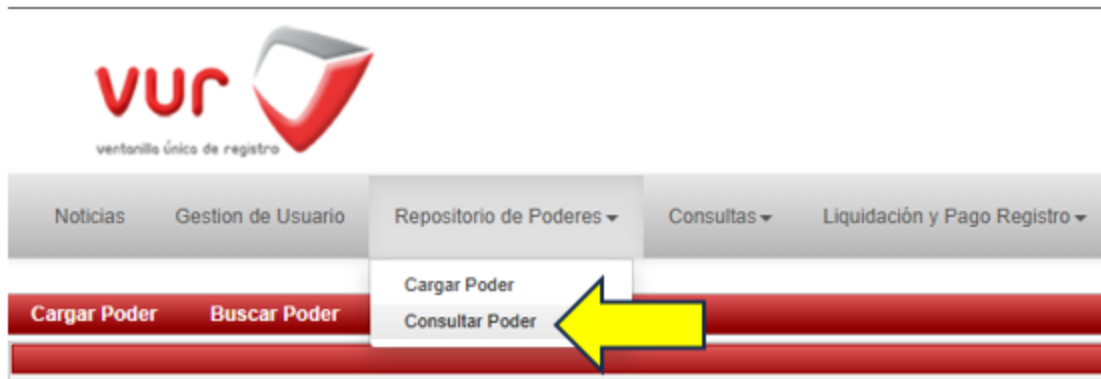 vur
ventanilla única de registro
Noticias Gestion de Usuario Repositorio de Poderes Consultas Liquidación y Pago Registro
Cargar Poder
Consultar Poder
Cargar Poder Buscar Poder